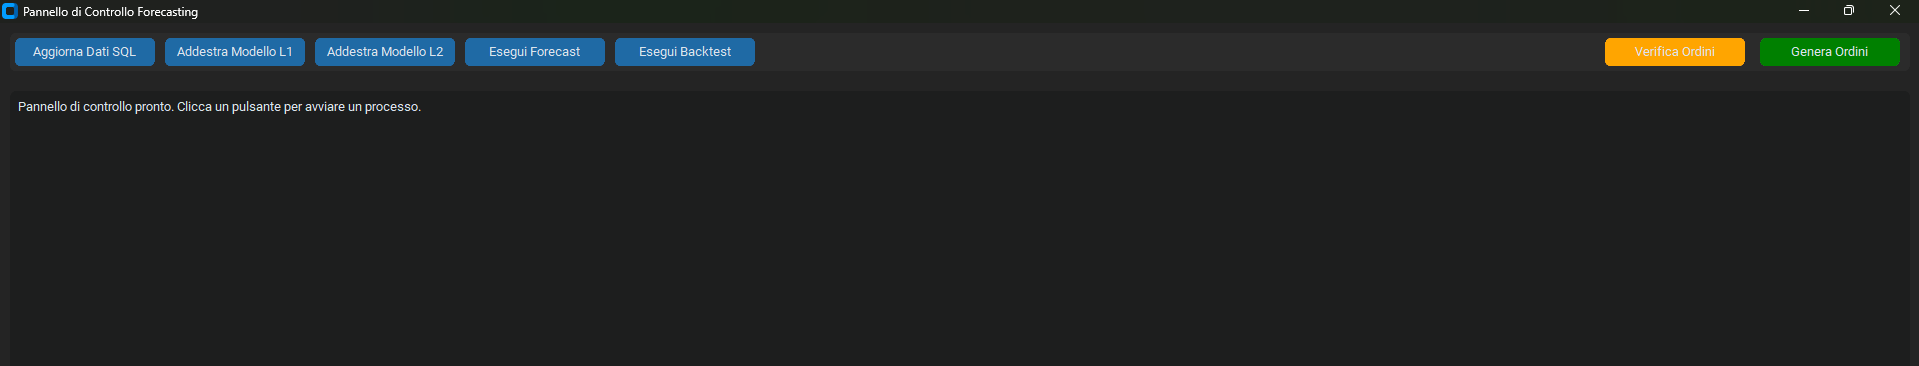 Pannello di Controllo Forecasting
Aggiorna Dati SQL Addestra Modello L1 Addestra Modello L2 Esegui Forecast Esegui Backtest Verifica Ordini Genera Ordini
Pannello di controllo pronto. Clicca un pulsante per avviare un processo.